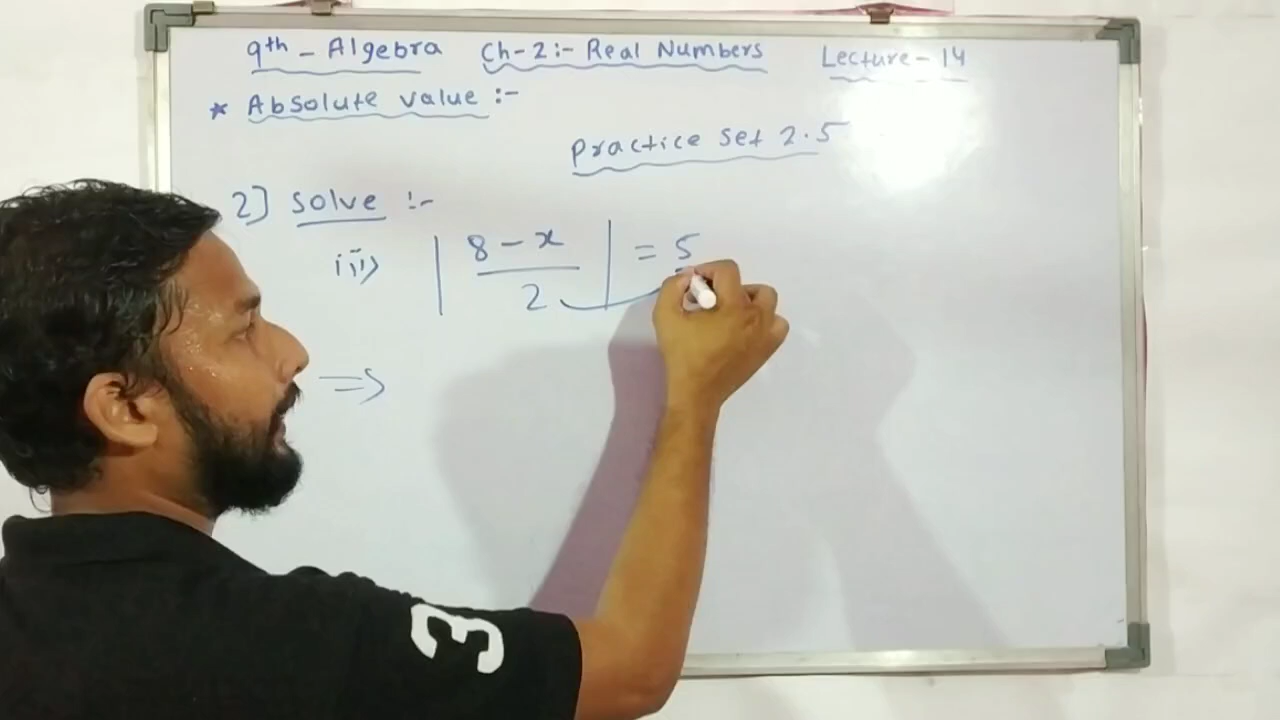 9th - Algebra Ch-2:- Real Numbers Lecture - 14
* Absolute value :-
Practice Set 2.5
2] Solve :-
iii) | 8 - x / 2 | = 5
⇒
3